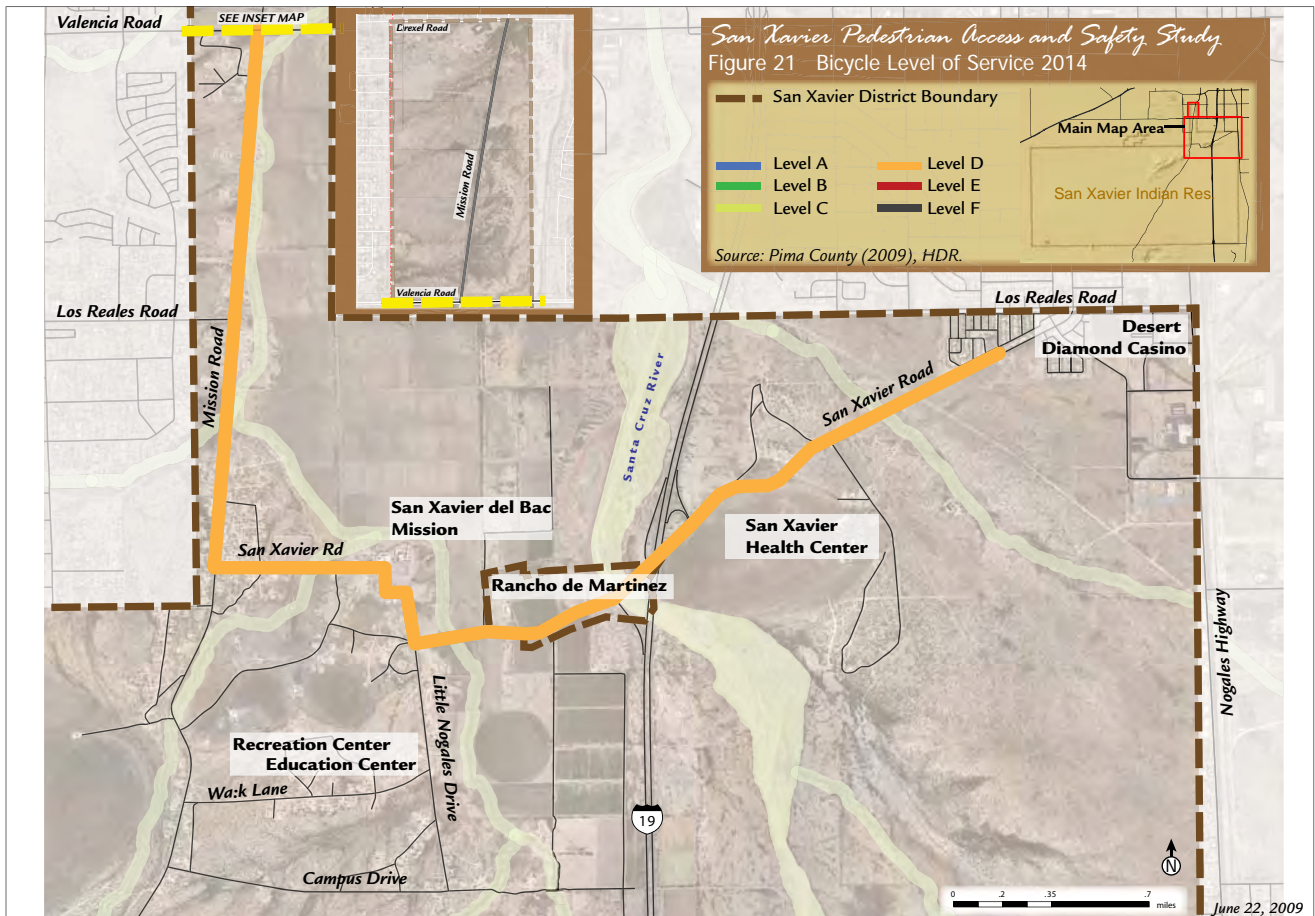 Valencia Road
SEE INSET MAP
Drexel Road
Mission Road
Valencia Road
San Xavier Pedestrian Access and Safety Study
Figure 21 Bicycle Level of Service 2014
San Xavier District Boundary
Level A
Level B
Level C
Level D
Level E
Level F
Main Map Area
San Xavier Indian Res.
Source: Pima County (2009), HDR.
Los Reales Road
Los Reales Road
Mission Road
Santa Cruz River
San Xavier Road
Desert
Diamond Casino
San Xavier del Bac
Mission
San Xavier
Health Center
San Xavier Rd
Rancho de Martinez
Nogales Highway
Little Nogales Drive
Recreation Center
Education Center
Wa:k Lane
19
Campus Drive
N
0 .2 .35 .7
miles
June 22, 2009